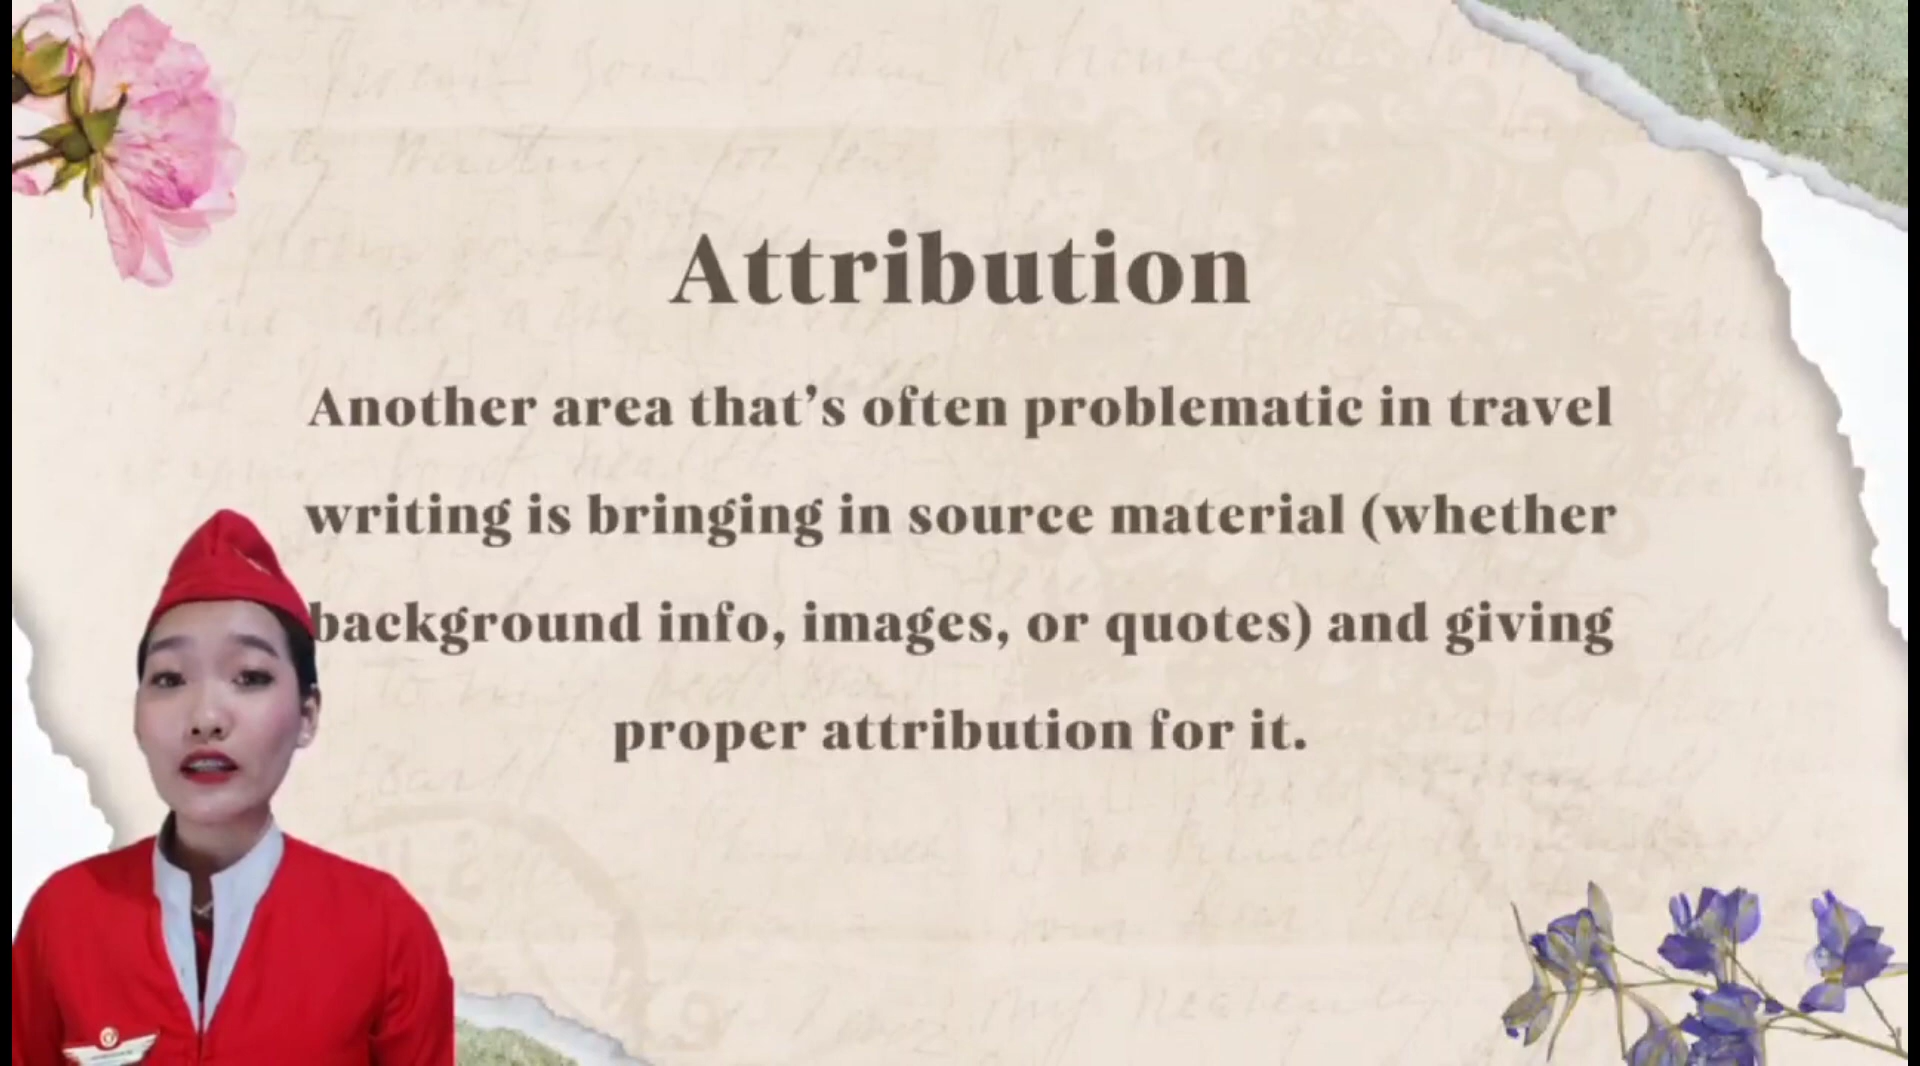 Attribution
Another area that's often problematic in travel
writing is bringing in source material (whether
background info, images, or quotes) and giving
proper attribution for it.